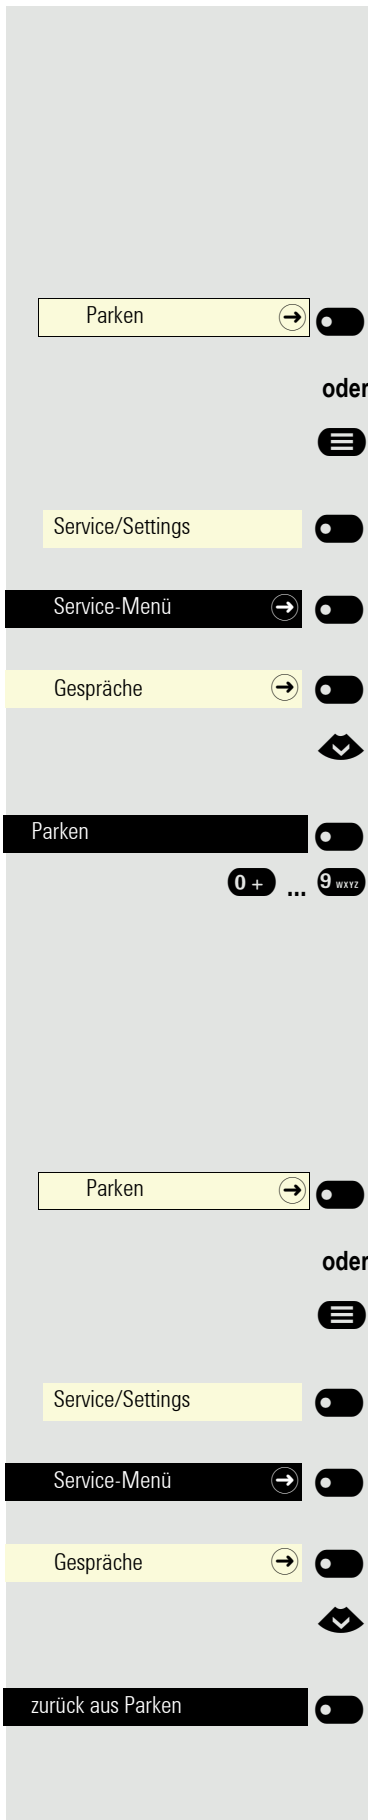 Parken
oder
Service/Settings
Service-Menü
Gespräche
Parken
0 + ... 9 WXYZ
Parken
oder
Service/Settings
Service-Menü
Gespräche
zurück aus Parken